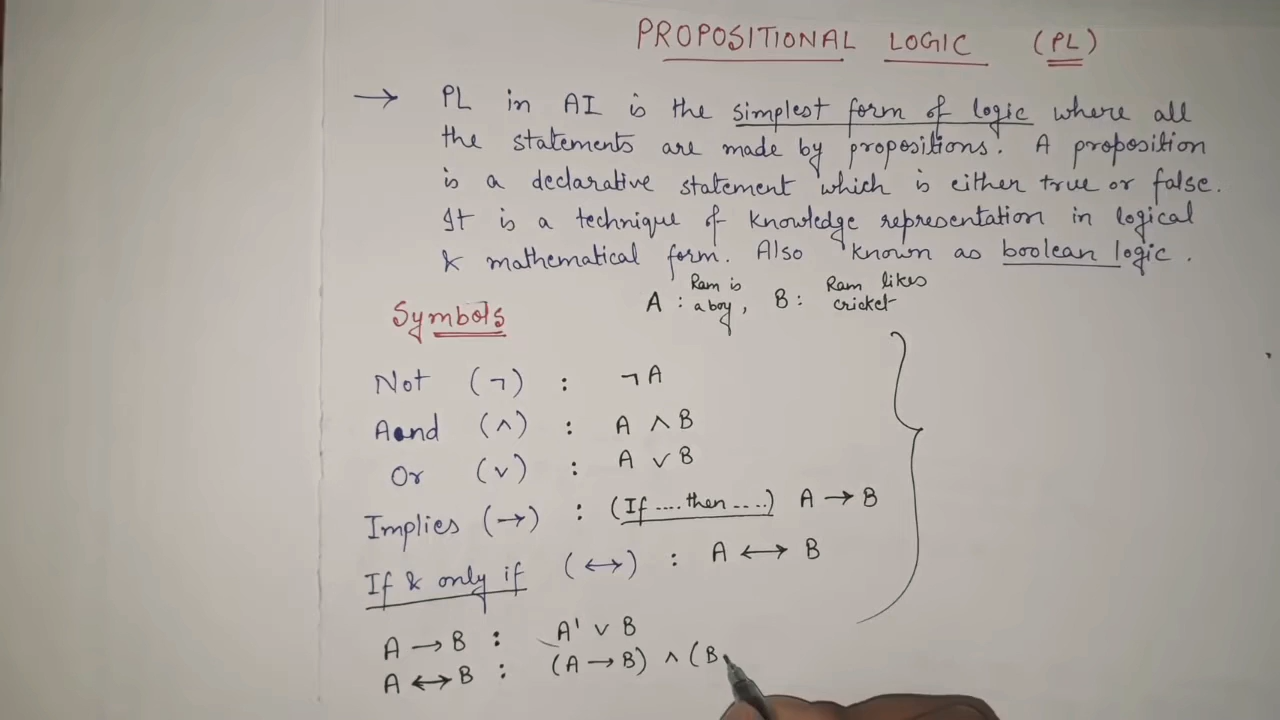 PROPOSITIONAL LOGIC (PL)
→ PL in AI is the simplest form of logic where all
the statements are made by propositions. A proposition
is a declarative statement which is either true or false.
It is a technique of knowledge representation in logical
& mathematical form. Also known as boolean logic.
A : Ram is a boy, B : Ram likes cricket
Symbols
Not (¬) : ¬A
And (∧) : A ∧ B
Or (∨) : A ∨ B
Implies (→) : (If ....then ....) A → B
If & only if (↔) : A ↔ B
A → B : A' ∨ B
A ↔ B : (A → B) ∧ (B